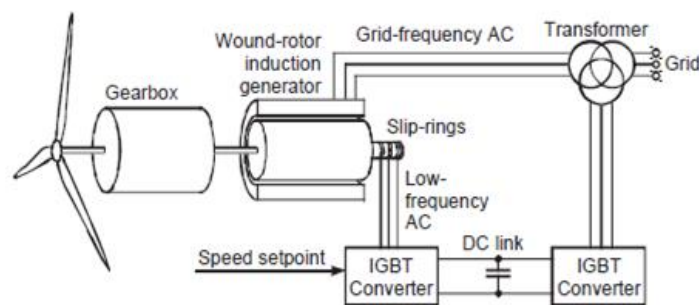 Transformer
Grid-frequency AC
Wound-rotor
induction
generator
Grid
Gearbox
Slip-rings
Low-
frequency
AC
DC link
Speed setpoint
IGBT
Converter
IGBT
Converter